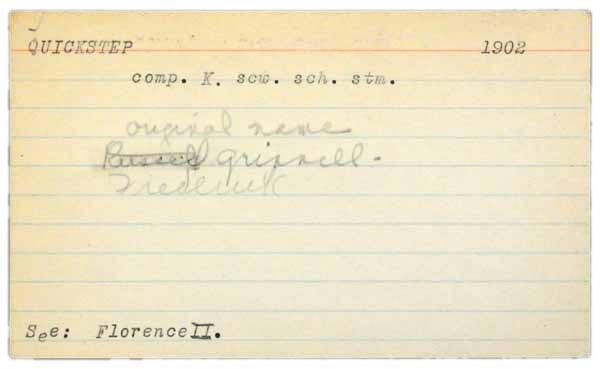 QUICKSTEP 1902
comp. K. scw. sch. stm.
original name
Russell Grinnell.
Frederick
See: Florence II.